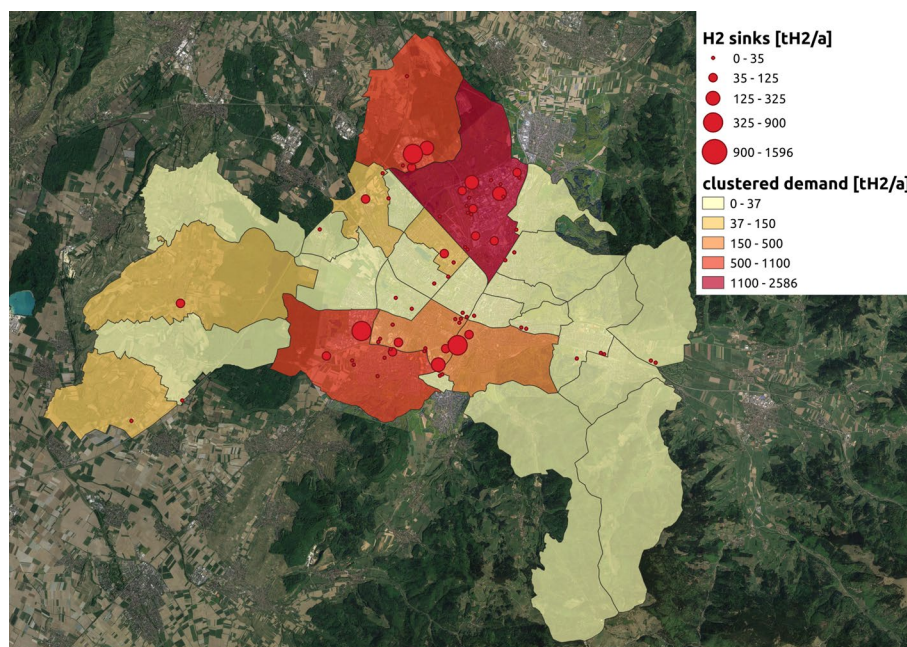 H2 sinks [tH2/a]
0 - 35
35 - 125
125 - 325
325 - 900
900 - 1596
clustered demand [tH2/a]
0 - 37
37 - 150
150 - 500
500 - 1100
1100 - 2586